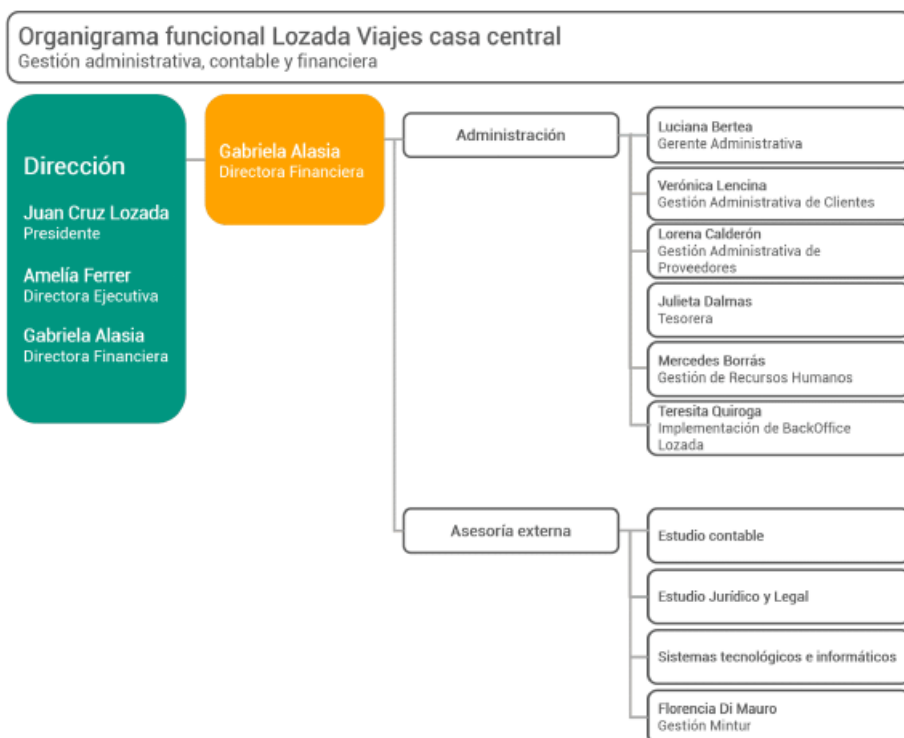 Organigrama funcional Lozada Viajes casa central
Gestión administrativa, contable y financiera
Dirección
Juan Cruz Lozada
Presidente
Amelía Ferrer
Directora Ejecutiva
Gabriela Alasia
Directora Financiera
Gabriela Alasia
Directora Financiera
Administración
Luciana Bertea
Gerente Administrativa
Verónica Lencina
Gestión Administrativa de Clientes
Lorena Calderón
Gestión Administrativa de
Proveedores
Julieta Dalmas
Tesorera
Mercedes Borrás
Gestión de Recursos Humanos
Teresita Quiroga
Implementación de BackOffice
Lozada
Asesoría externa
Estudio contable
Estudio Jurídico y Legal
Sistemas tecnológicos e informáticos
Florencia Di Mauro
Gestión Mintur